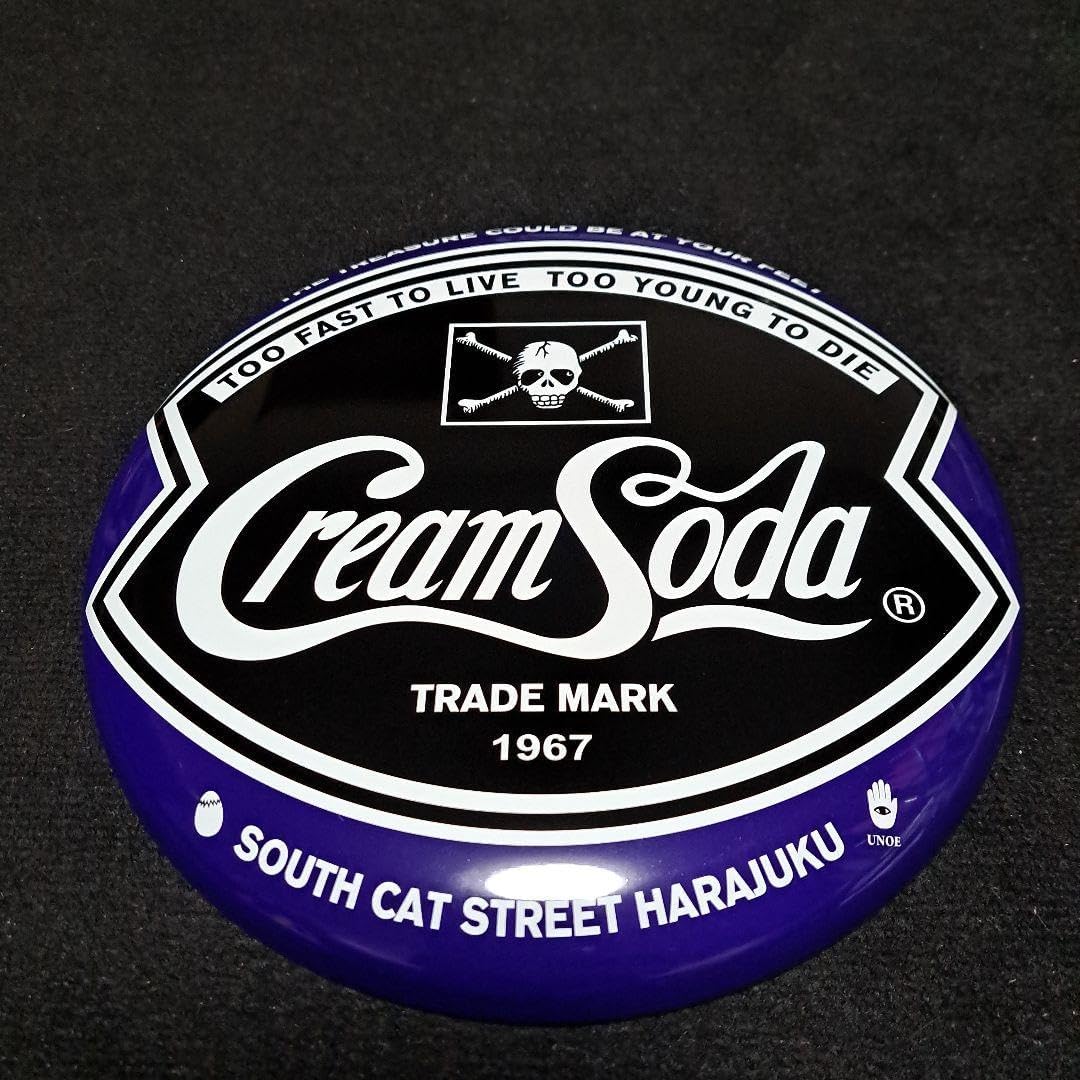 THE TREASURE COULD BE AT YOUR FEET
TOO FAST TO LIVE TOO YOUNG TO DIE
Cream Soda
®
TRADE MARK
1967
UNOE
SOUTH CAT STREET HARAJUKU